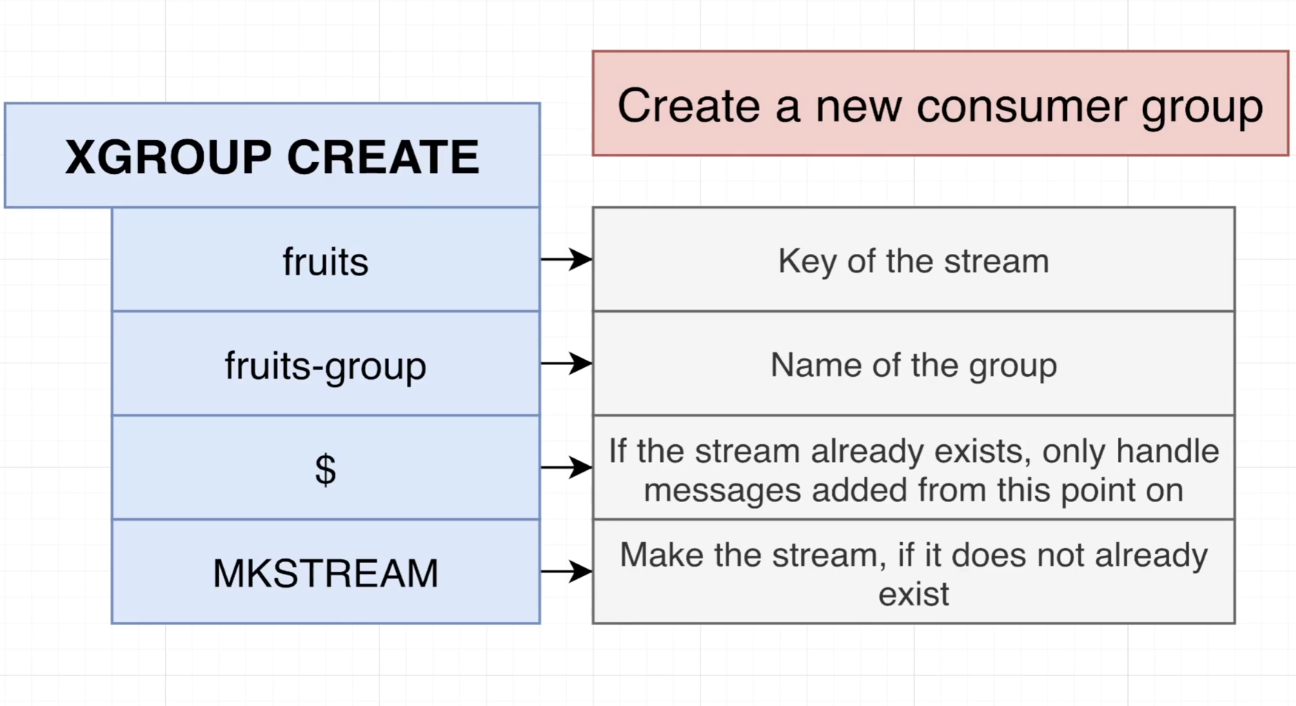 Create a new consumer group
XGROUP CREATE
fruits
Key of the stream
fruits-group
Name of the group
$
If the stream already exists, only handle
messages added from this point on
MKSTREAM
Make the stream, if it does not already
exist